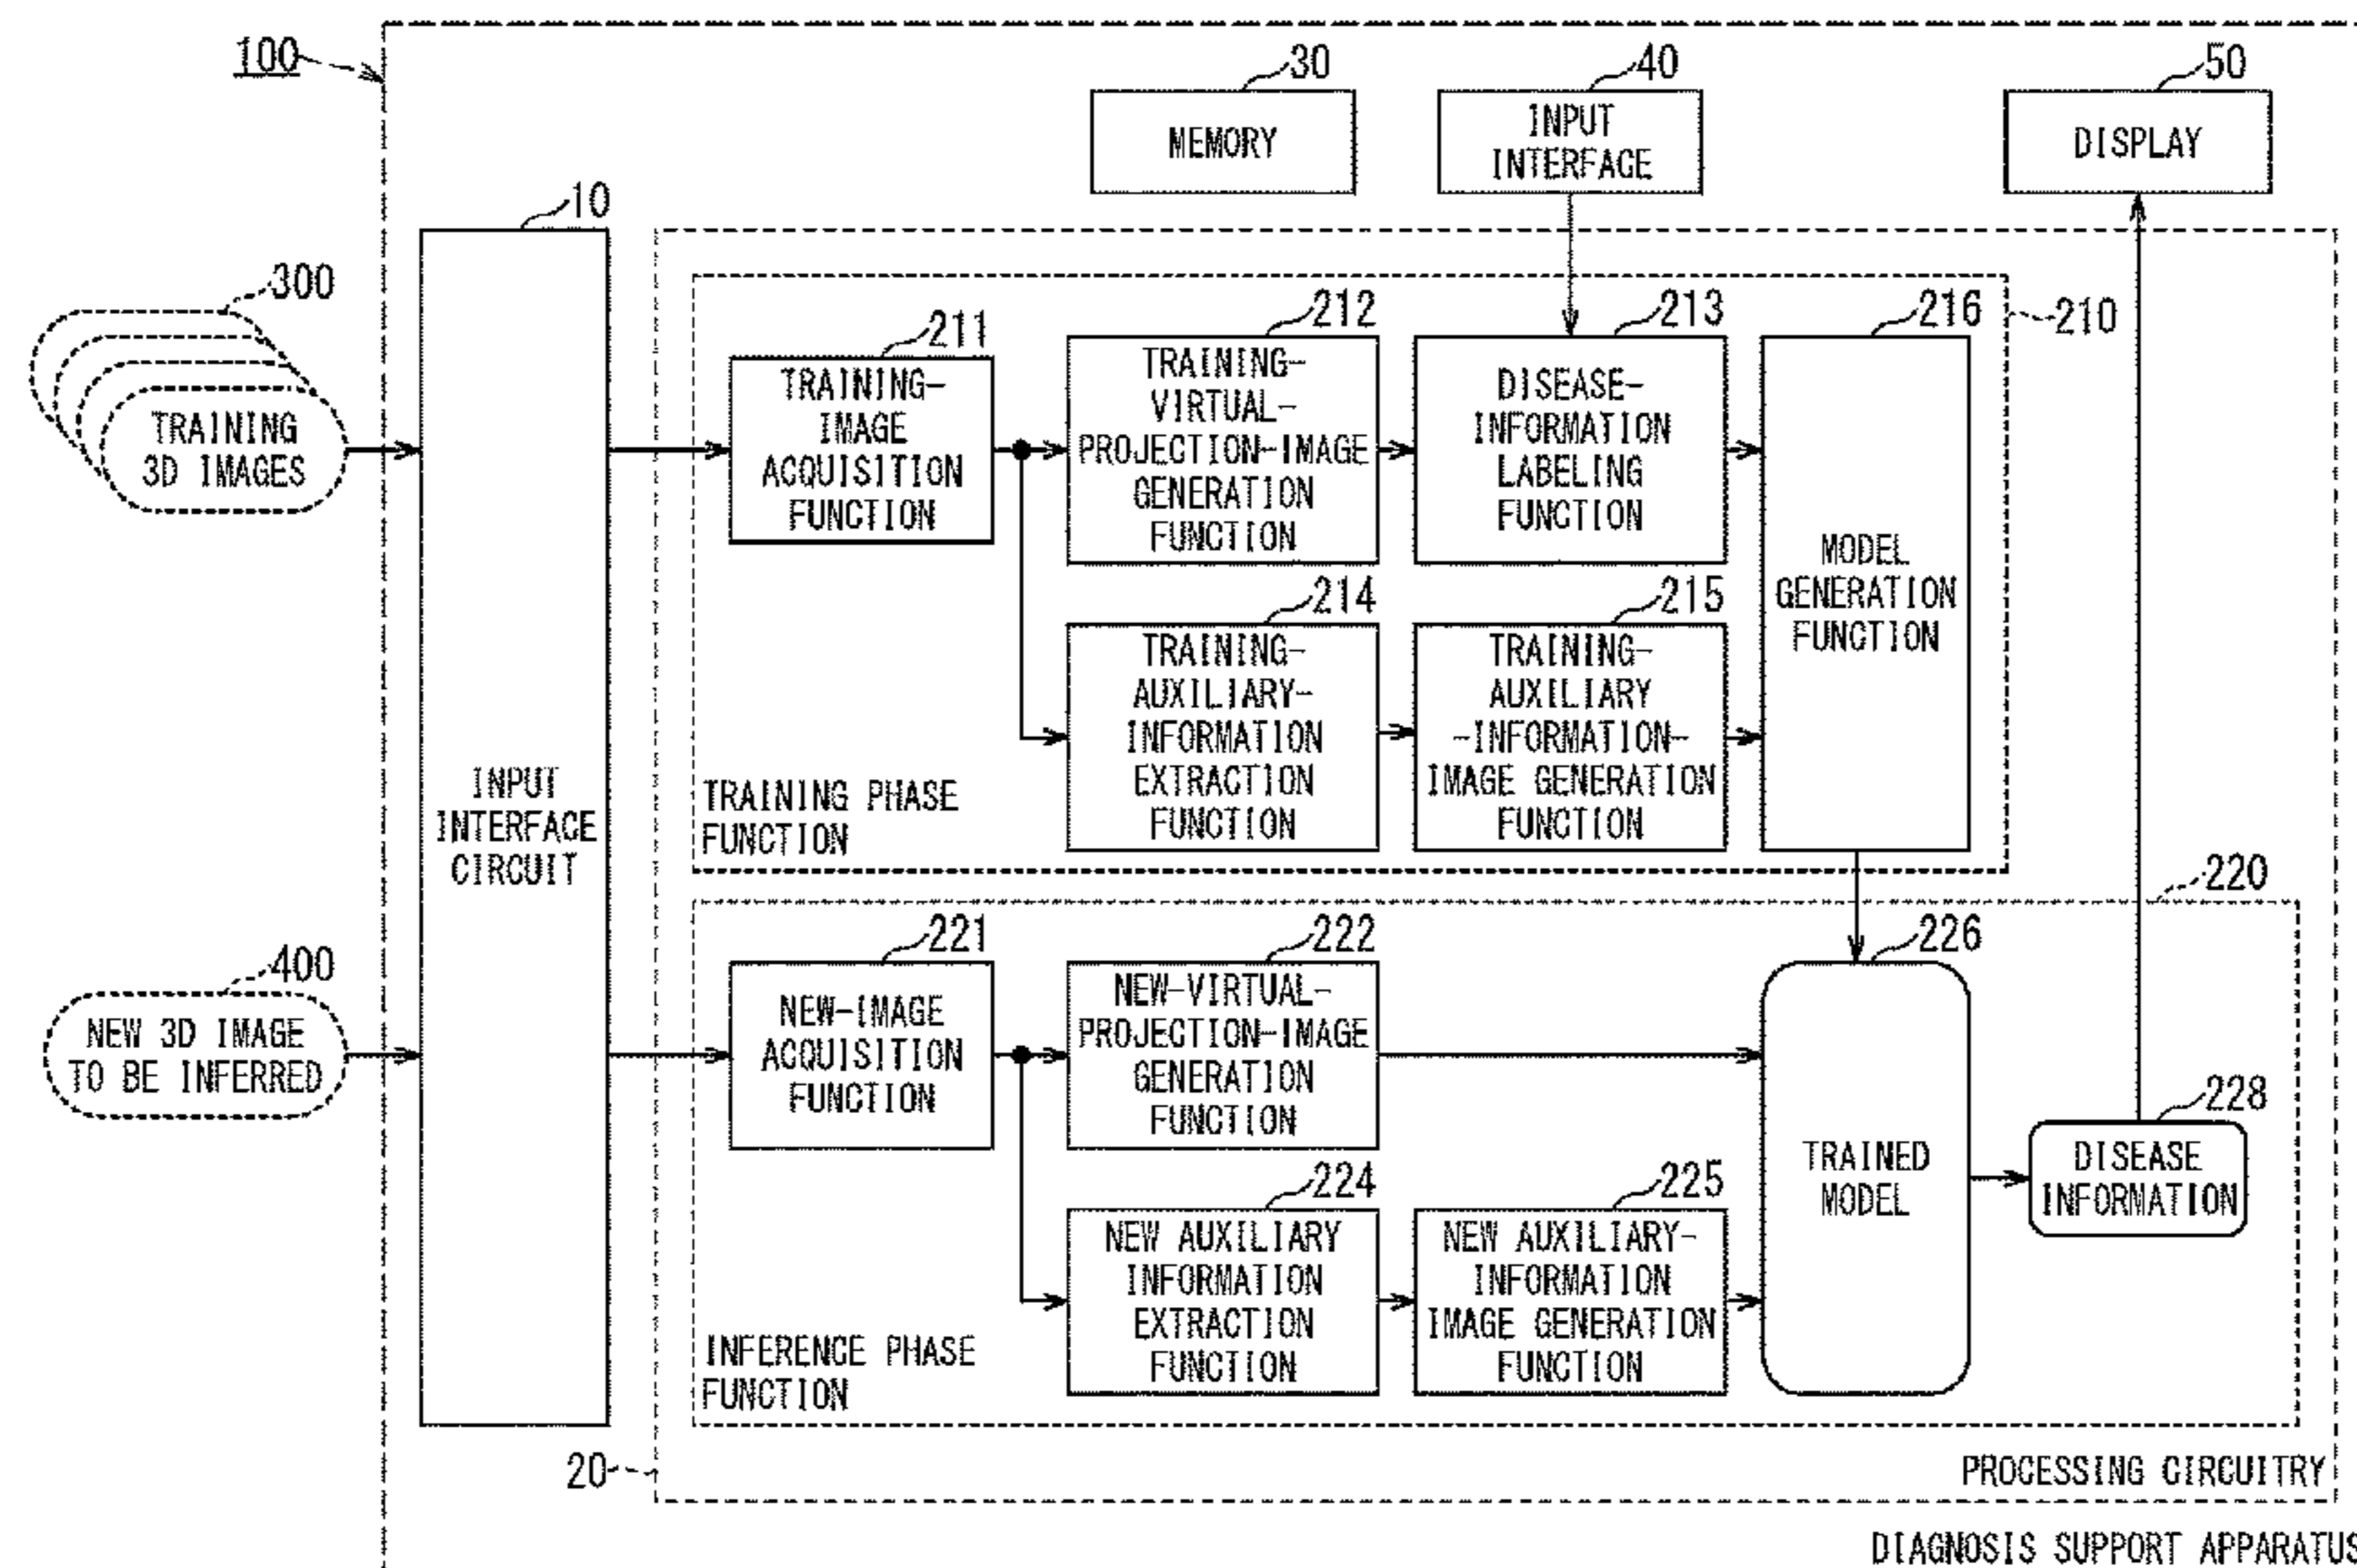 100
30
40
50
MEMORY
INPUT
INTERFACE
DISPLAY
10
300
TRAINING
3D IMAGES
INPUT
INTERFACE
CIRCUIT
210
211
TRAINING-
IMAGE
ACQUISITION
FUNCTION
212
TRAINING-
VIRTUAL-
PROJECTION-IMAGE
GENERATION
FUNCTION
213
DISEASE-
INFORMATION
LABELING
FUNCTION
216
MODEL
GENERATION
FUNCTION
214
TRAINING-
AUXILIARY-
INFORMATION
EXTRACTION
FUNCTION
215
TRAINING-
AUXILIARY
-INFORMATION-
IMAGE GENERATION
FUNCTION
TRAINING PHASE
FUNCTION
220
400
NEW 3D IMAGE
TO BE INFERRED
221
NEW-IMAGE
ACQUISITION
FUNCTION
222
NEW-VIRTUAL-
PROJECTION-IMAGE
GENERATION
FUNCTION
226
TRAINED
MODEL
228
DISEASE
INFORMATION
224
NEW AUXILIARY
INFORMATION
EXTRACTION
FUNCTION
225
NEW AUXILIARY-
INFORMATION
IMAGE GENERATION
FUNCTION
INFERENCE PHASE
FUNCTION
20
PROCESSING CIRCUITRY
DIAGNOSIS SUPPORT APPARATUS